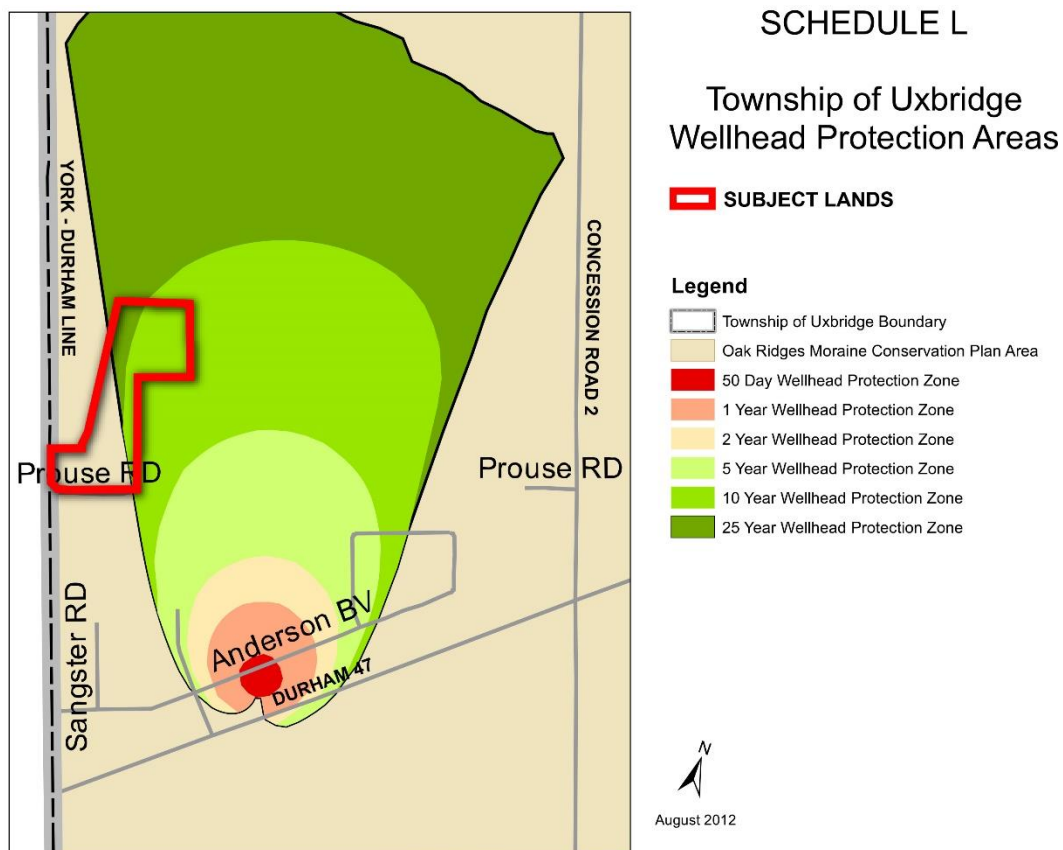 SCHEDULE L
Township of Uxbridge
Wellhead Protection Areas
SUBJECT LANDS
Legend
Township of Uxbridge Boundary
Oak Ridges Moraine Conservation Plan Area
50 Day Wellhead Protection Zone
1 Year Wellhead Protection Zone
2 Year Wellhead Protection Zone
5 Year Wellhead Protection Zone
10 Year Wellhead Protection Zone
25 Year Wellhead Protection Zone
N
August 2012
YORK - DURHAM LINE
CONCESSION ROAD 2
Prouse RD
Prouse RD
Sangster RD
Anderson BV
DURHAM 47